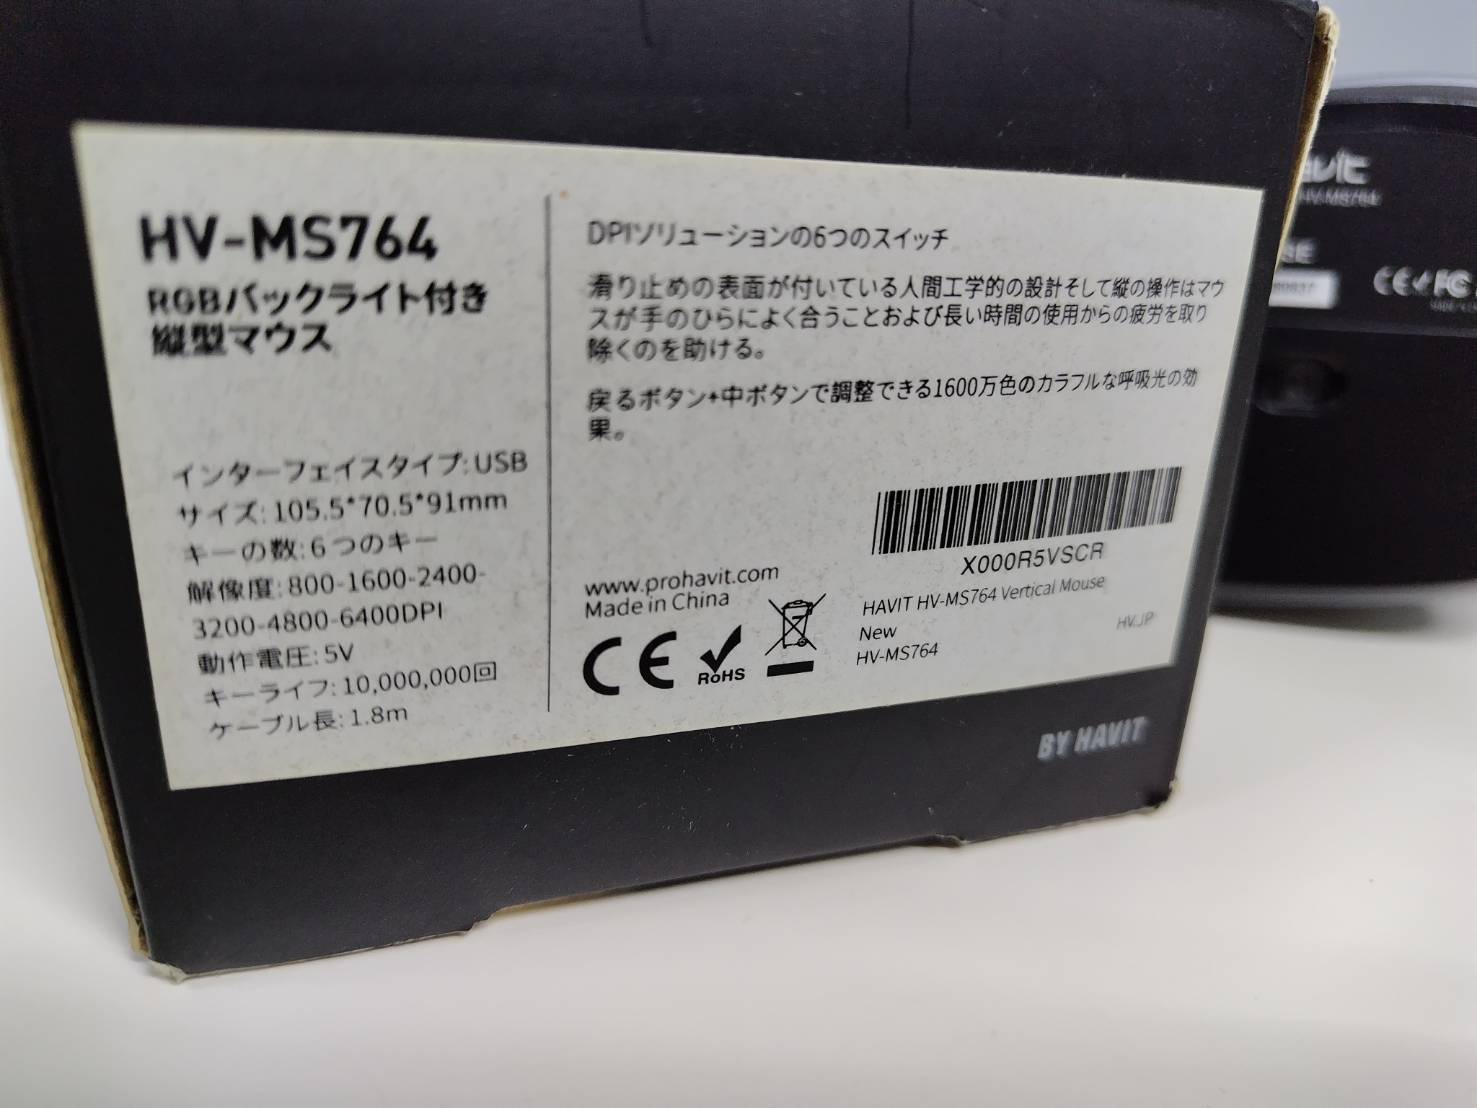 HV-MS764
RGBバックライト付き
縦型マウス
インターフェイスタイプ: USB
サイズ: 105.5*70.5*91mm
キーの数: 6つのキー
解像度: 800-1600-2400-
3200-4800-6400DPI
動作電圧: 5V
キーライフ: 10,000,000回
ケーブル長: 1.8m
DPIソリューションの6つのスイッチ
滑り止めの表面が付いている人間工学的の設計そして縦の操作はマウ
スが手のひらによく合うことおよび長い時間の使用からの疲労を取り
除くのを助ける。
戻るボタン+中ボタンで調整できる1600万色のカラフルな呼吸光の効
果。
www.prohavit.com
Made in China
CE
RoHS
X000R5VSCR
HAVIT HV-MS764 Vertical Mouse
New
HV-MS764
HV.JP
BY HAVIT
HV-MS764
CE FC